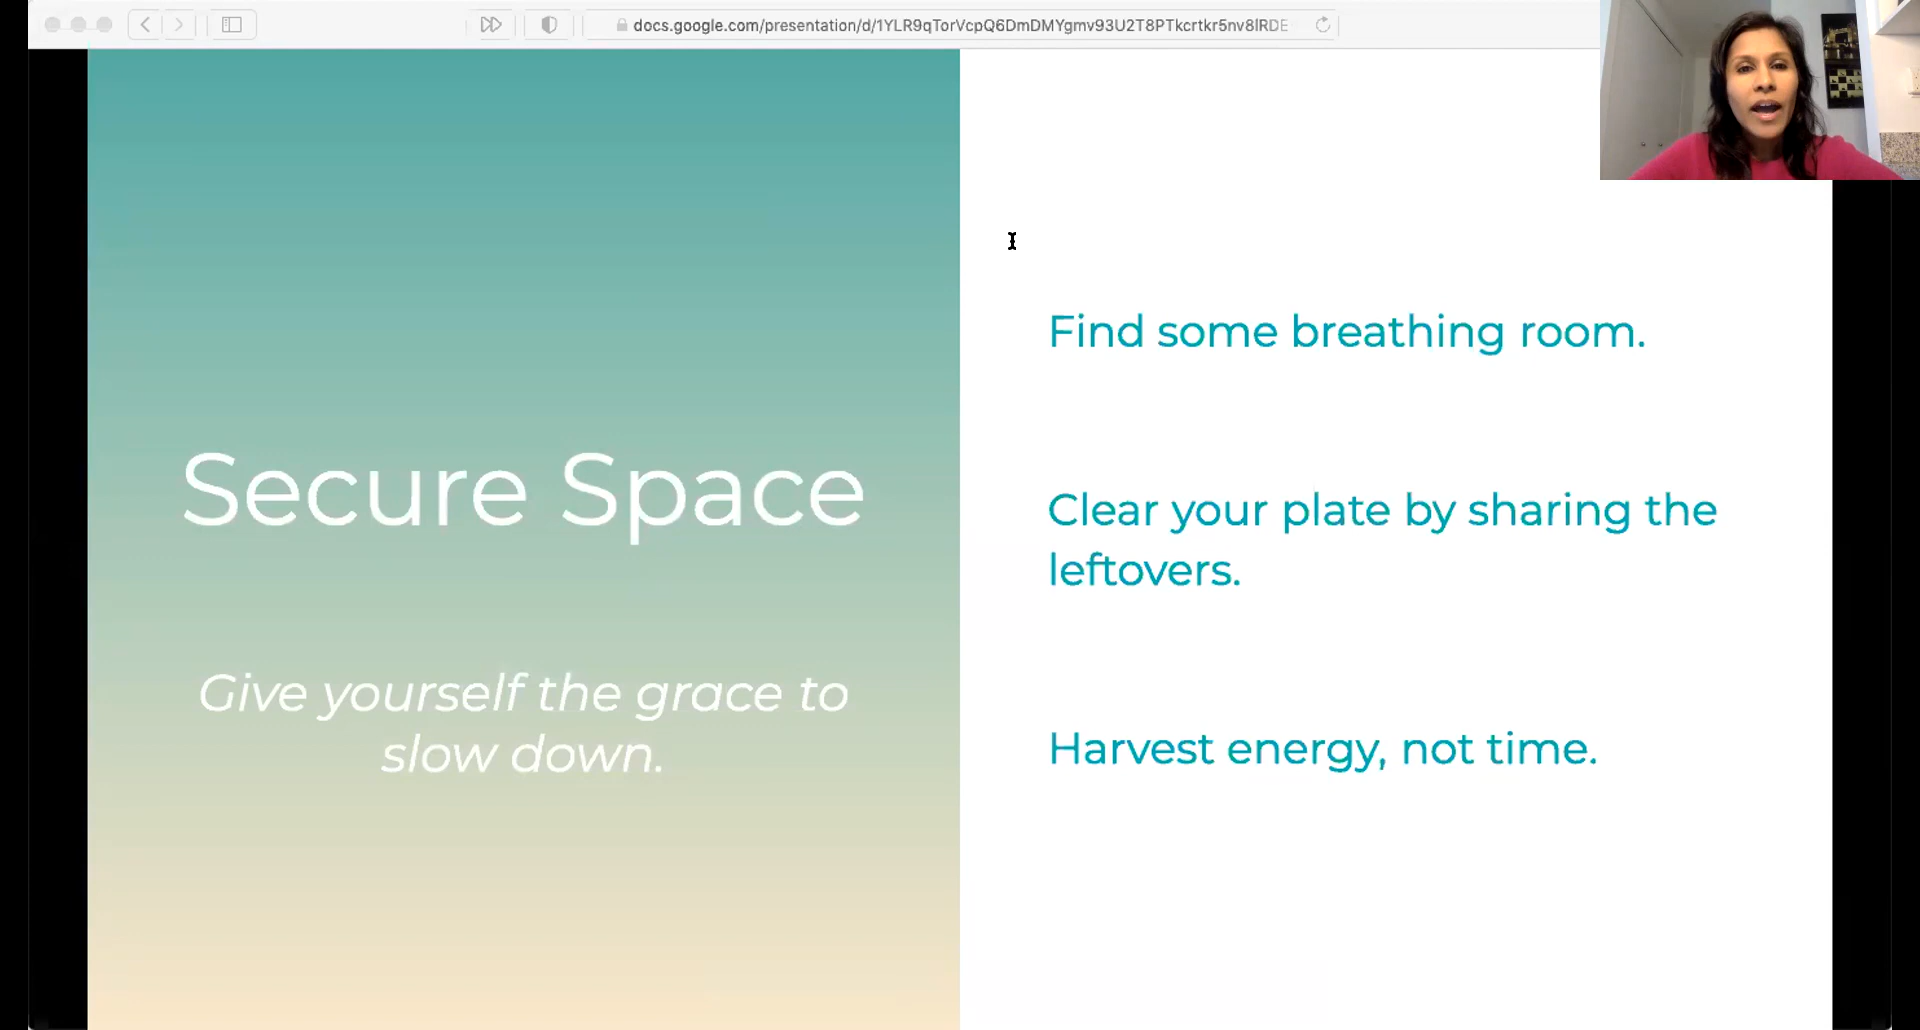 docs.google.com/presentation/d/1YLR9qTorVcpQ6DmDMYgmv93U2T8PTkcrtkr5nv8lRDE
Secure Space
Give yourself the grace to
slow down.
Find some breathing room.
Clear your plate by sharing the
leftovers.
Harvest energy, not time.